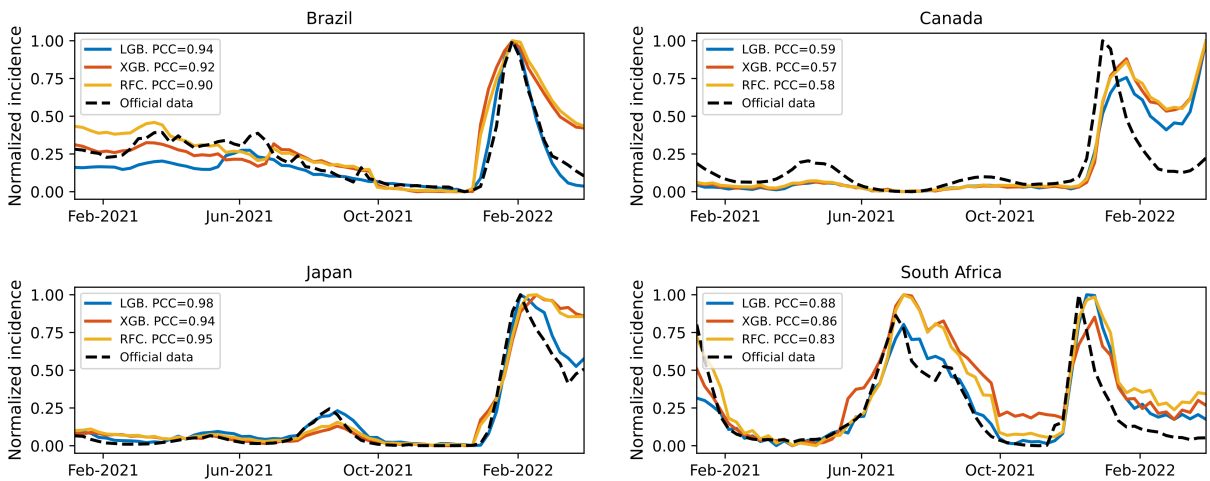 Brazil
Normalized incidence
1.00
0.75
0.50
0.25
0.00
LGB. PCC=0.94
XGB. PCC=0.92
RFC. PCC=0.90
Official data
Feb-2021
Jun-2021
Oct-2021
Feb-2022
Canada
Normalized incidence
1.00
0.75
0.50
0.25
0.00
LGB. PCC=0.59
XGB. PCC=0.57
RFC. PCC=0.58
Official data
Feb-2021
Jun-2021
Oct-2021
Feb-2022
Japan
Normalized incidence
1.00
0.75
0.50
0.25
0.00
LGB. PCC=0.98
XGB. PCC=0.94
RFC. PCC=0.95
Official data
Feb-2021
Jun-2021
Oct-2021
Feb-2022
South Africa
Normalized incidence
1.00
0.75
0.50
0.25
0.00
LGB. PCC=0.88
XGB. PCC=0.86
RFC. PCC=0.83
Official data
Feb-2021
Jun-2021
Oct-2021
Feb-2022